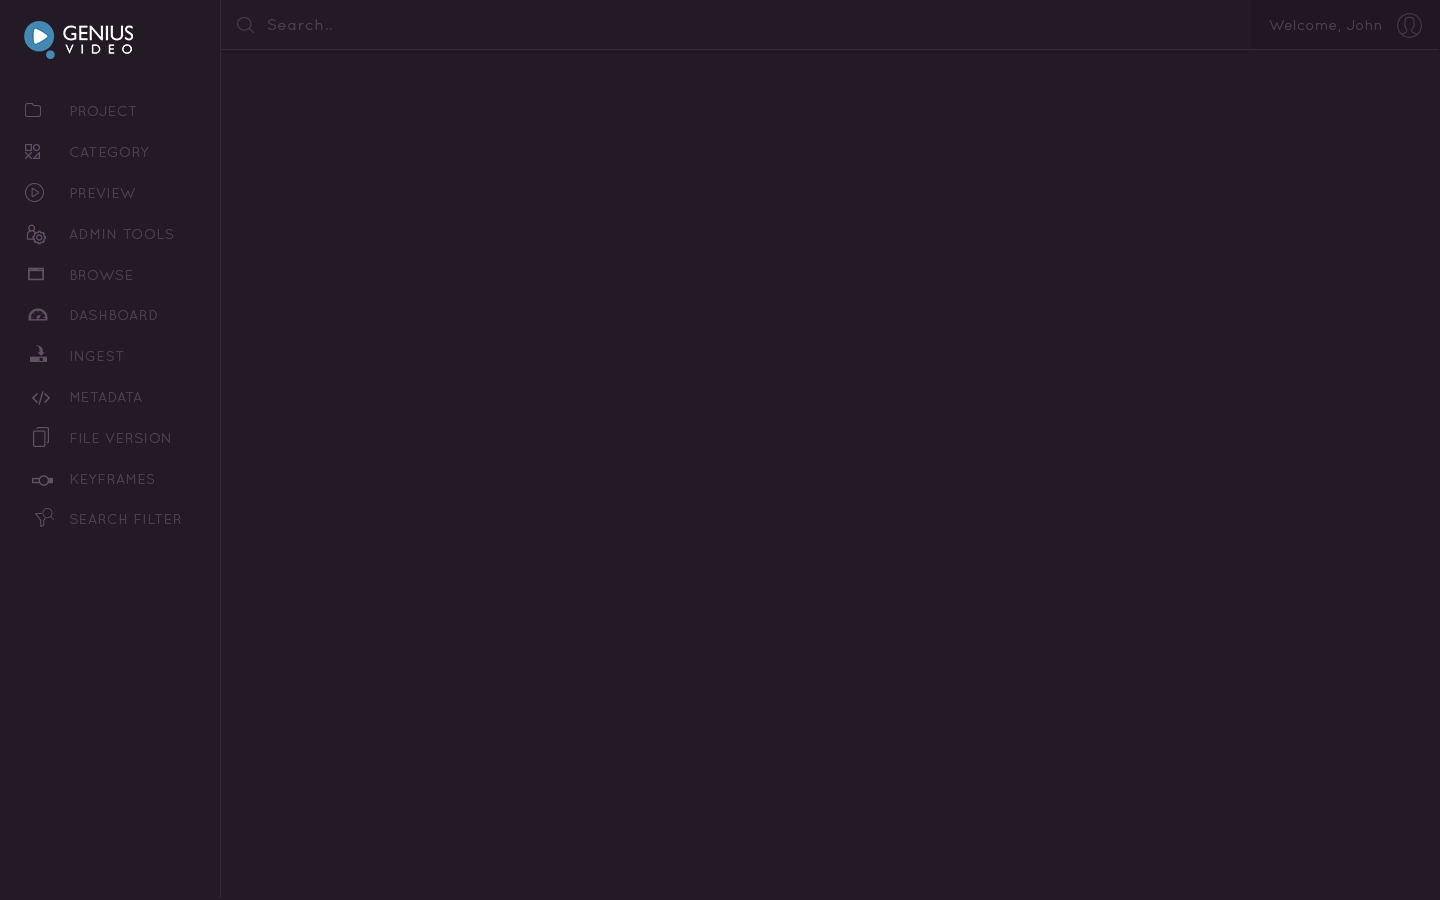 GENIUS
VIDEO
Search..
Welcome, John
PROJECT
CATEGORY
PREVIEW
ADMIN TOOLS
BROWSE
DASHBOARD
INGEST
METADATA
FILE VERSION
KEYFRAMES
SEARCH FILTER